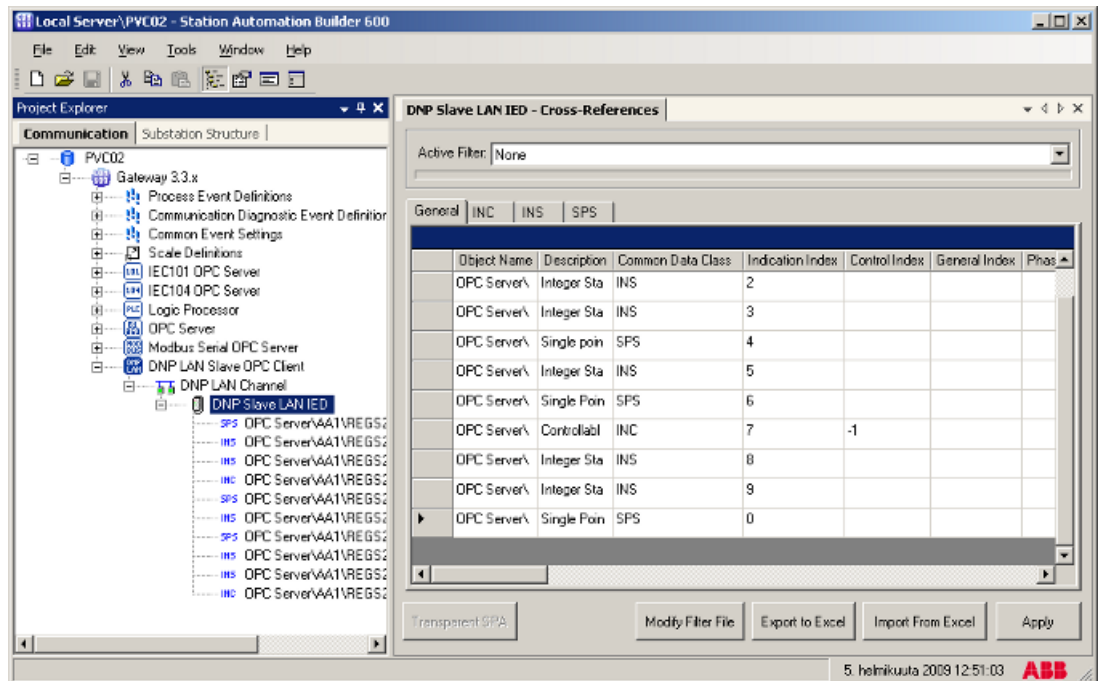 Local Server\PVC02 - Station Automation Builder 600
File Edit View Tools Window Help
Project Explorer
Communication Substation Structure
PVC02
Gateway 3.3.x
Process Event Definitions
Communication Diagnostic Event Definition
Common Event Settings
Scale Definitions
IEC101 OPC Server
IEC104 OPC Server
Logic Processor
OPC Server
Modbus Serial OPC Server
DNP LAN Slave OPC Client
DNP LAN Channel
DNP Slave LAN IED
SPS OPC Server\AA1\REGS2
INS OPC Server\AA1\REGS2
INS OPC Server\AA1\REGS2
INC OPC Server\AA1\REGS2
SPS OPC Server\AA1\REGS2
INS OPC Server\AA1\REGS2
SPS OPC Server\AA1\REGS2
INS OPC Server\AA1\REGS2
INS OPC Server\AA1\REGS2
INC OPC Server\AA1\REGS2
DNP Slave LAN IED - Cross-References
Active Filter: None
General INC INS SPS
Object Name Description Common Data Class Indication Index Control Index General Index Phas
OPC Server\ Integer Sta INS 2
OPC Server\ Integer Sta INS 3
OPC Server\ Single poin SPS 4
OPC Server\ Integer Sta INS 5
OPC Server\ Single Poin SPS 6
OPC Server\ Controllabl INC 7 -1
OPC Server\ Integer Sta INS 8
OPC Server\ Integer Sta INS 9
OPC Server\ Single Poin SPS 0
Transparent SPA Modify Filter File Export to Excel Import From Excel Apply
5. helmikuuta 2009 12:51:03 ABB